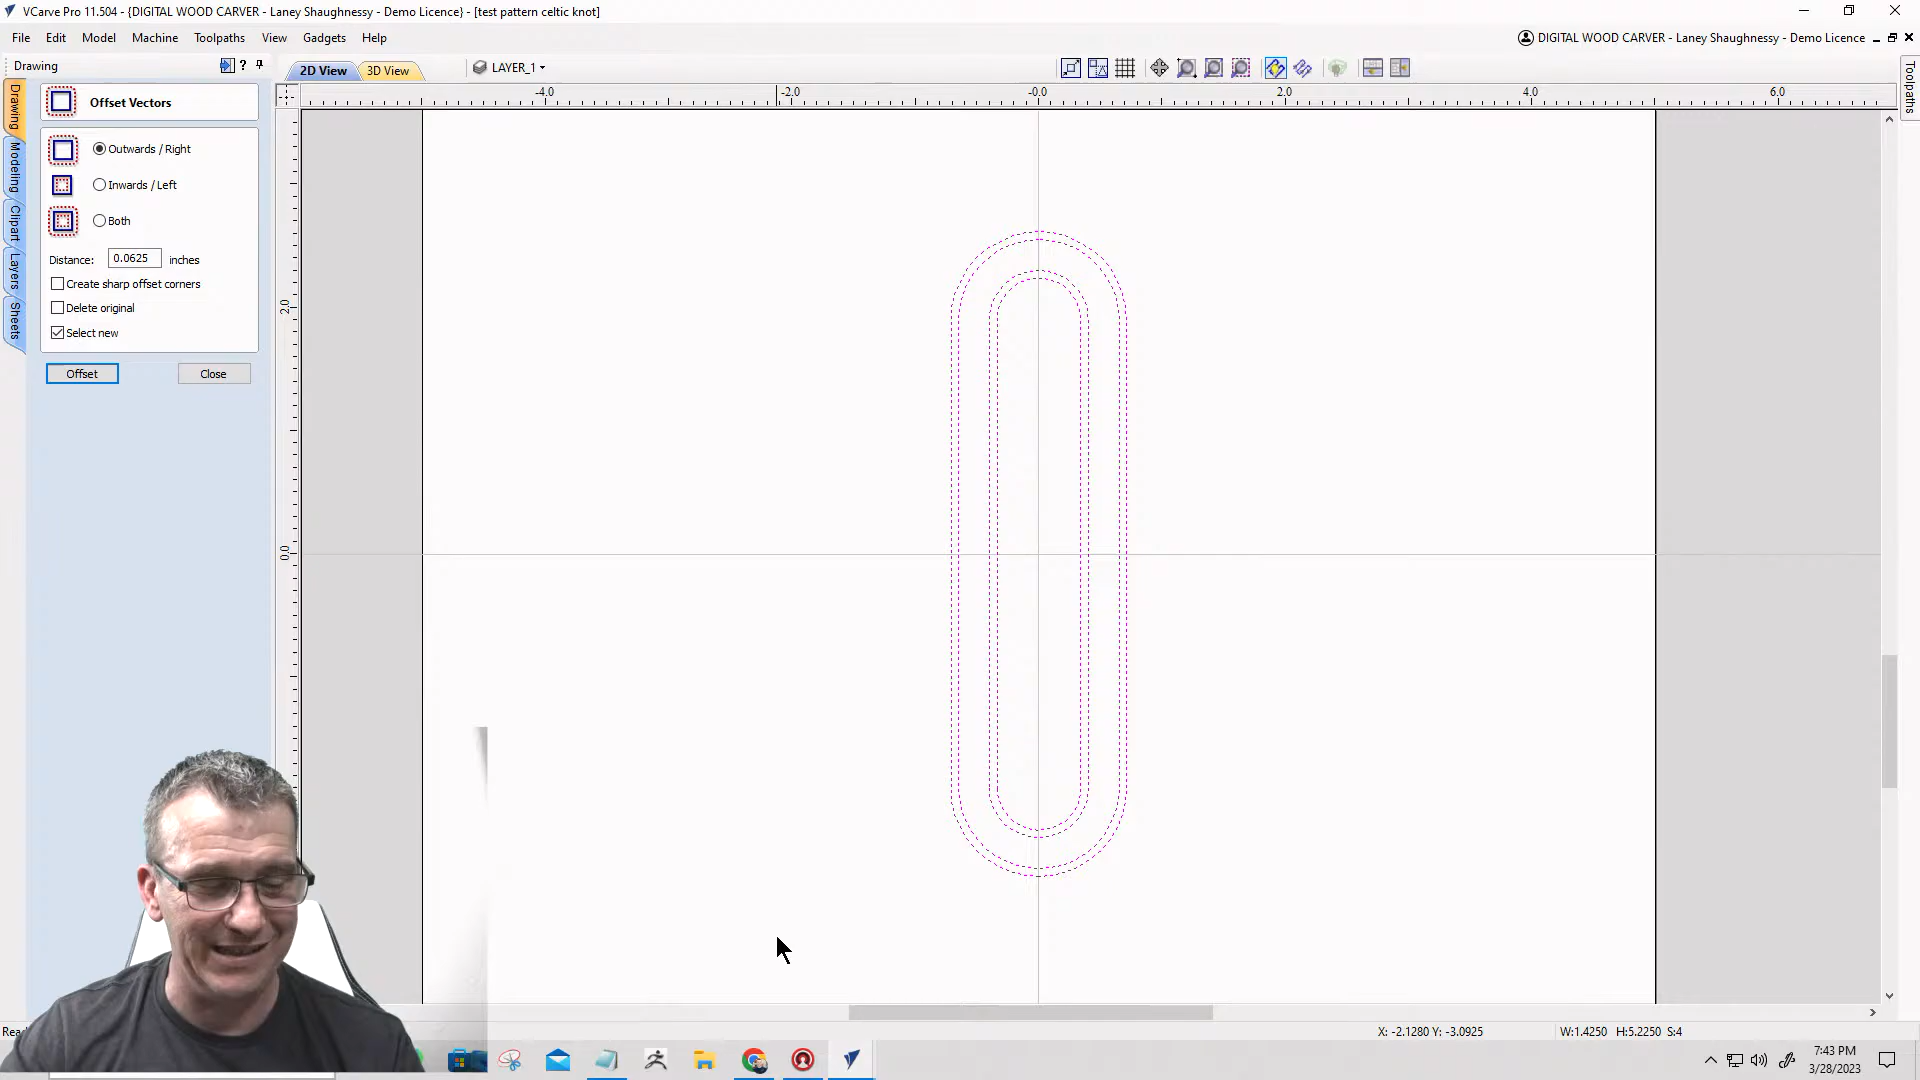 VCarve Pro 11.504 - {DIGITAL WOOD CARVER - Laney Shaughnessy - Demo Licence} - [test pattern celtic knot]
File Edit Model Machine Toolpaths View Gadgets Help
DIGITAL WOOD CARVER - Laney Shaughnessy - Demo Licence
Drawing
2D View 3D View LAYER_1
-4.0 -2.0 -0.0 2.0 4.0 6.0
Toolpaths
Drawing
Modeling
Clipart
Layers
Sheets
Offset Vectors
Outwards / Right
Inwards / Left
Both
Distance: 0.0625 inches
Create sharp offset corners
Delete original
Select new
Offset Close
2.0
0.0
X: -2.1280 Y: -3.0925 W:1.4250 H:5.2250 S:4
7:43 PM
3/28/2023